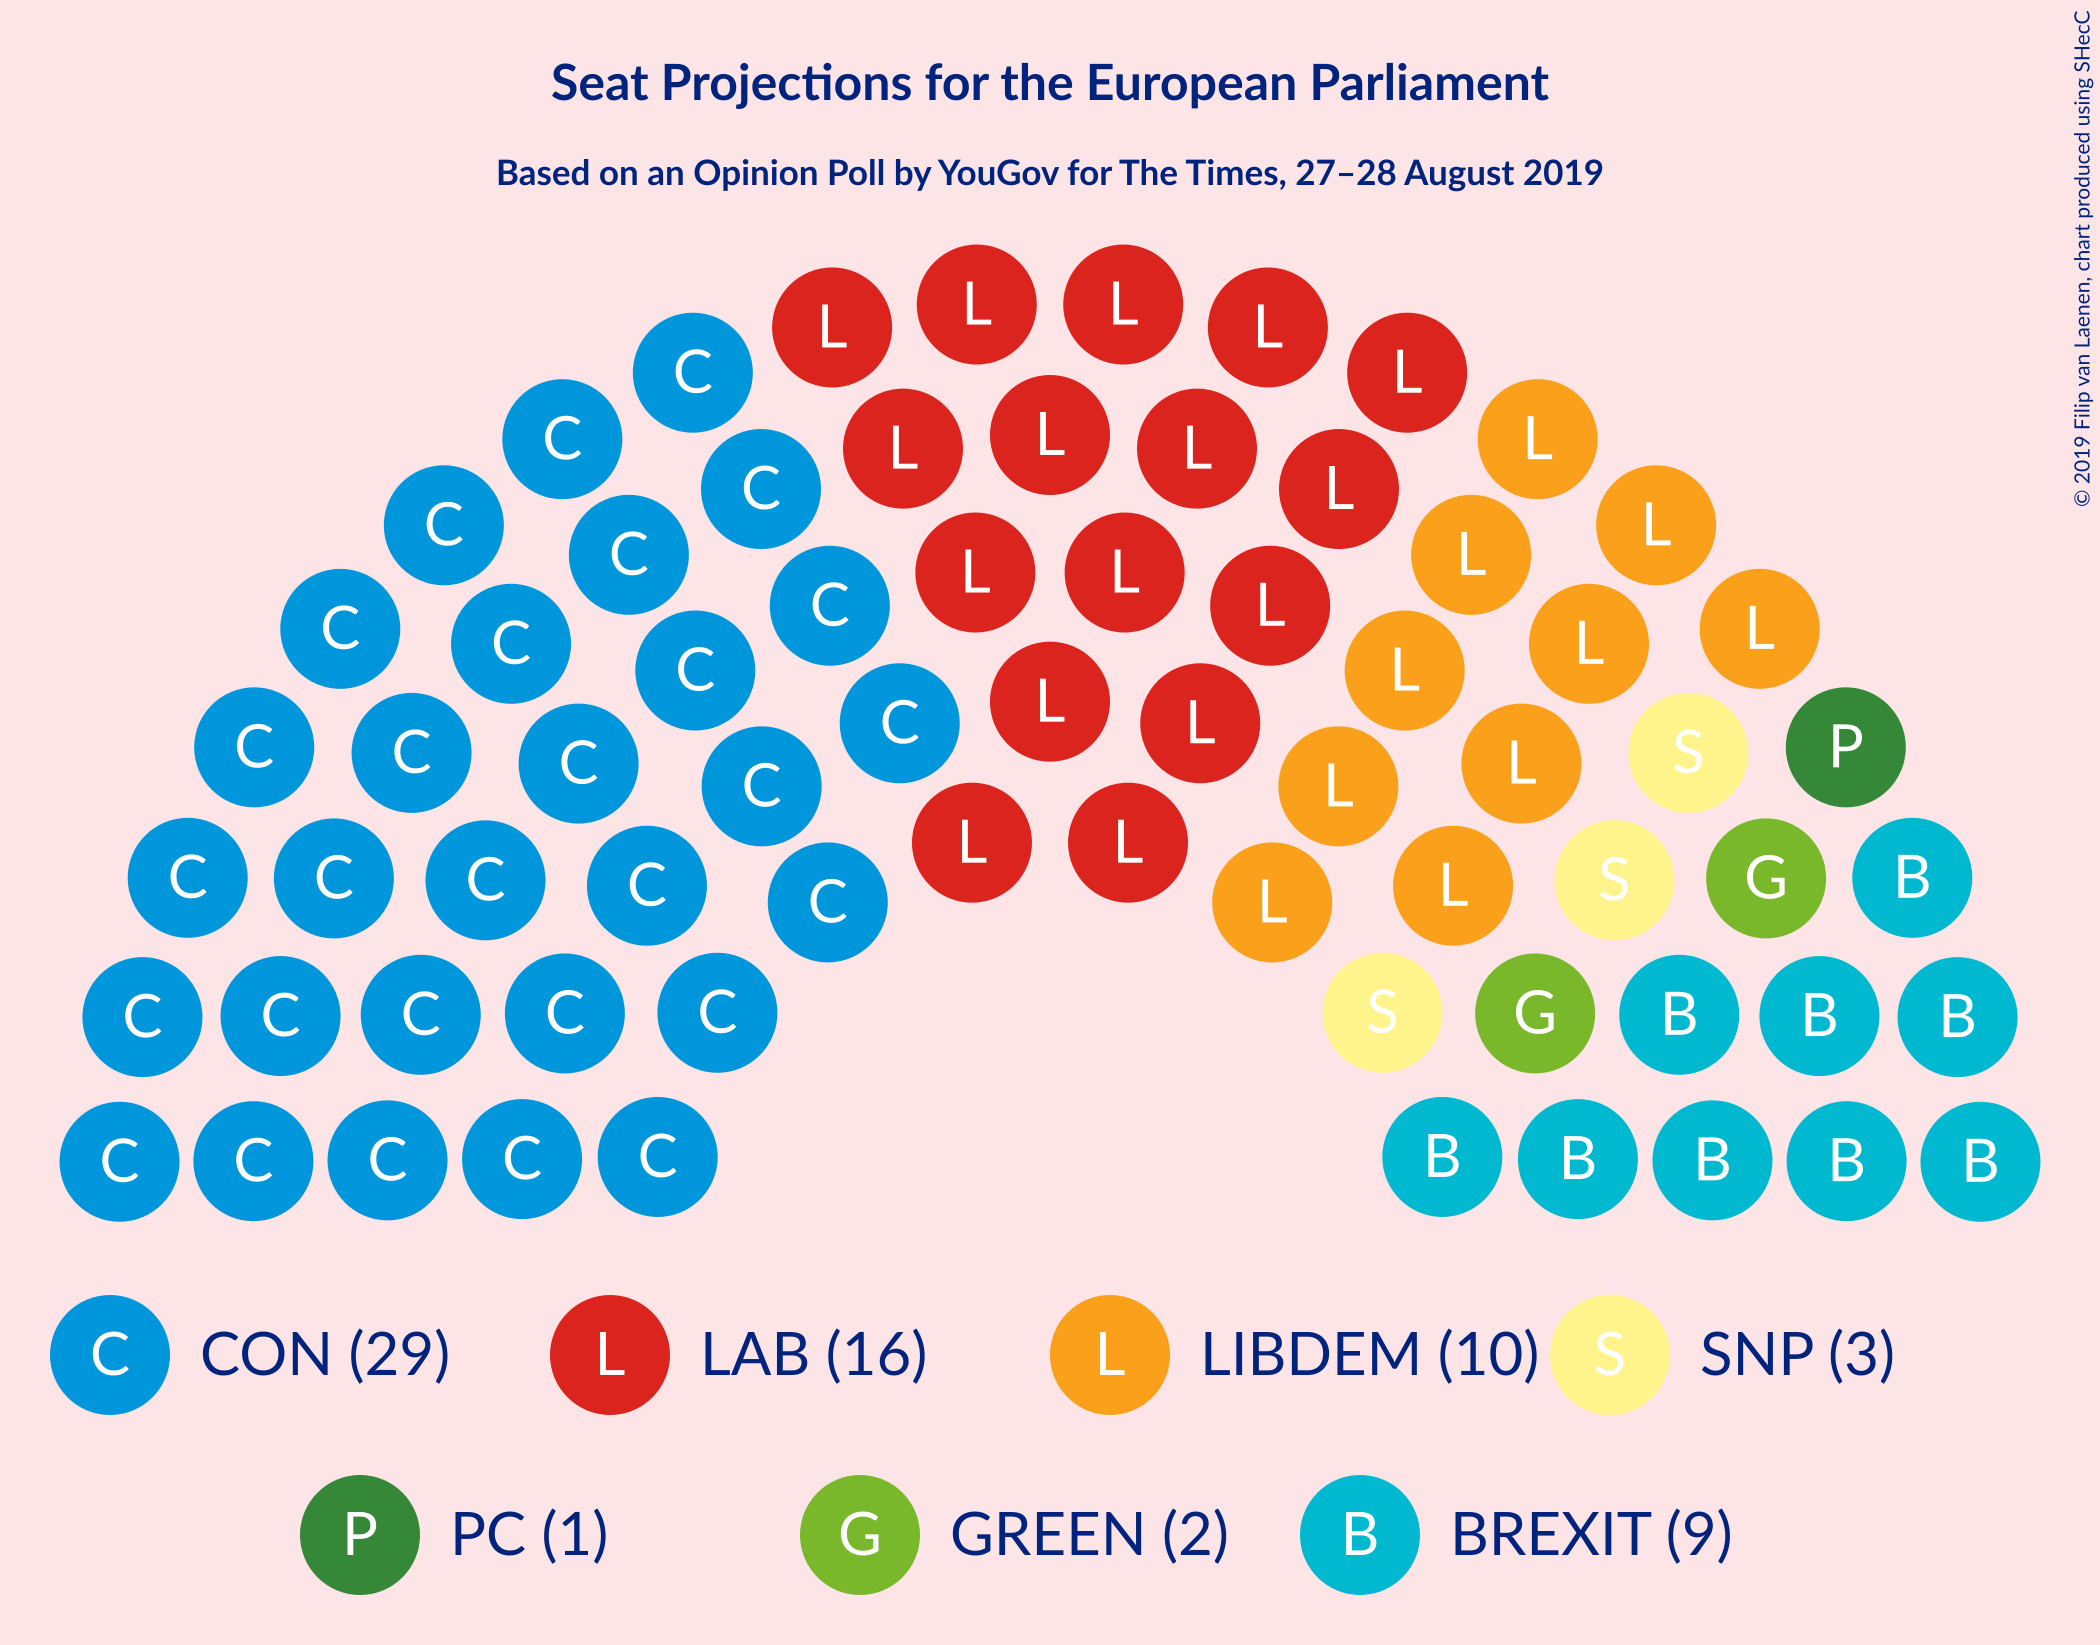 Seat Projections for the European Parliament
Based on an Opinion Poll by YouGov for The Times, 27–28 August 2019
© 2019 Filip van Laenen, chart produced using SHecC
L L L L
C L
C L
C L L L L
C L
C L
C L L L L
C L
C L
C L
C L L L
C L
C S
C P
C L
C L
C L L L
C S
C G
C B
C L
C L
C S
C G
C B
C B
C B
C B
C B
C B
C B
C B
C CON (29) L LAB (16) L LIBDEM (10) S SNP (3)
P PC (1) G GREEN (2) B BREXIT (9)